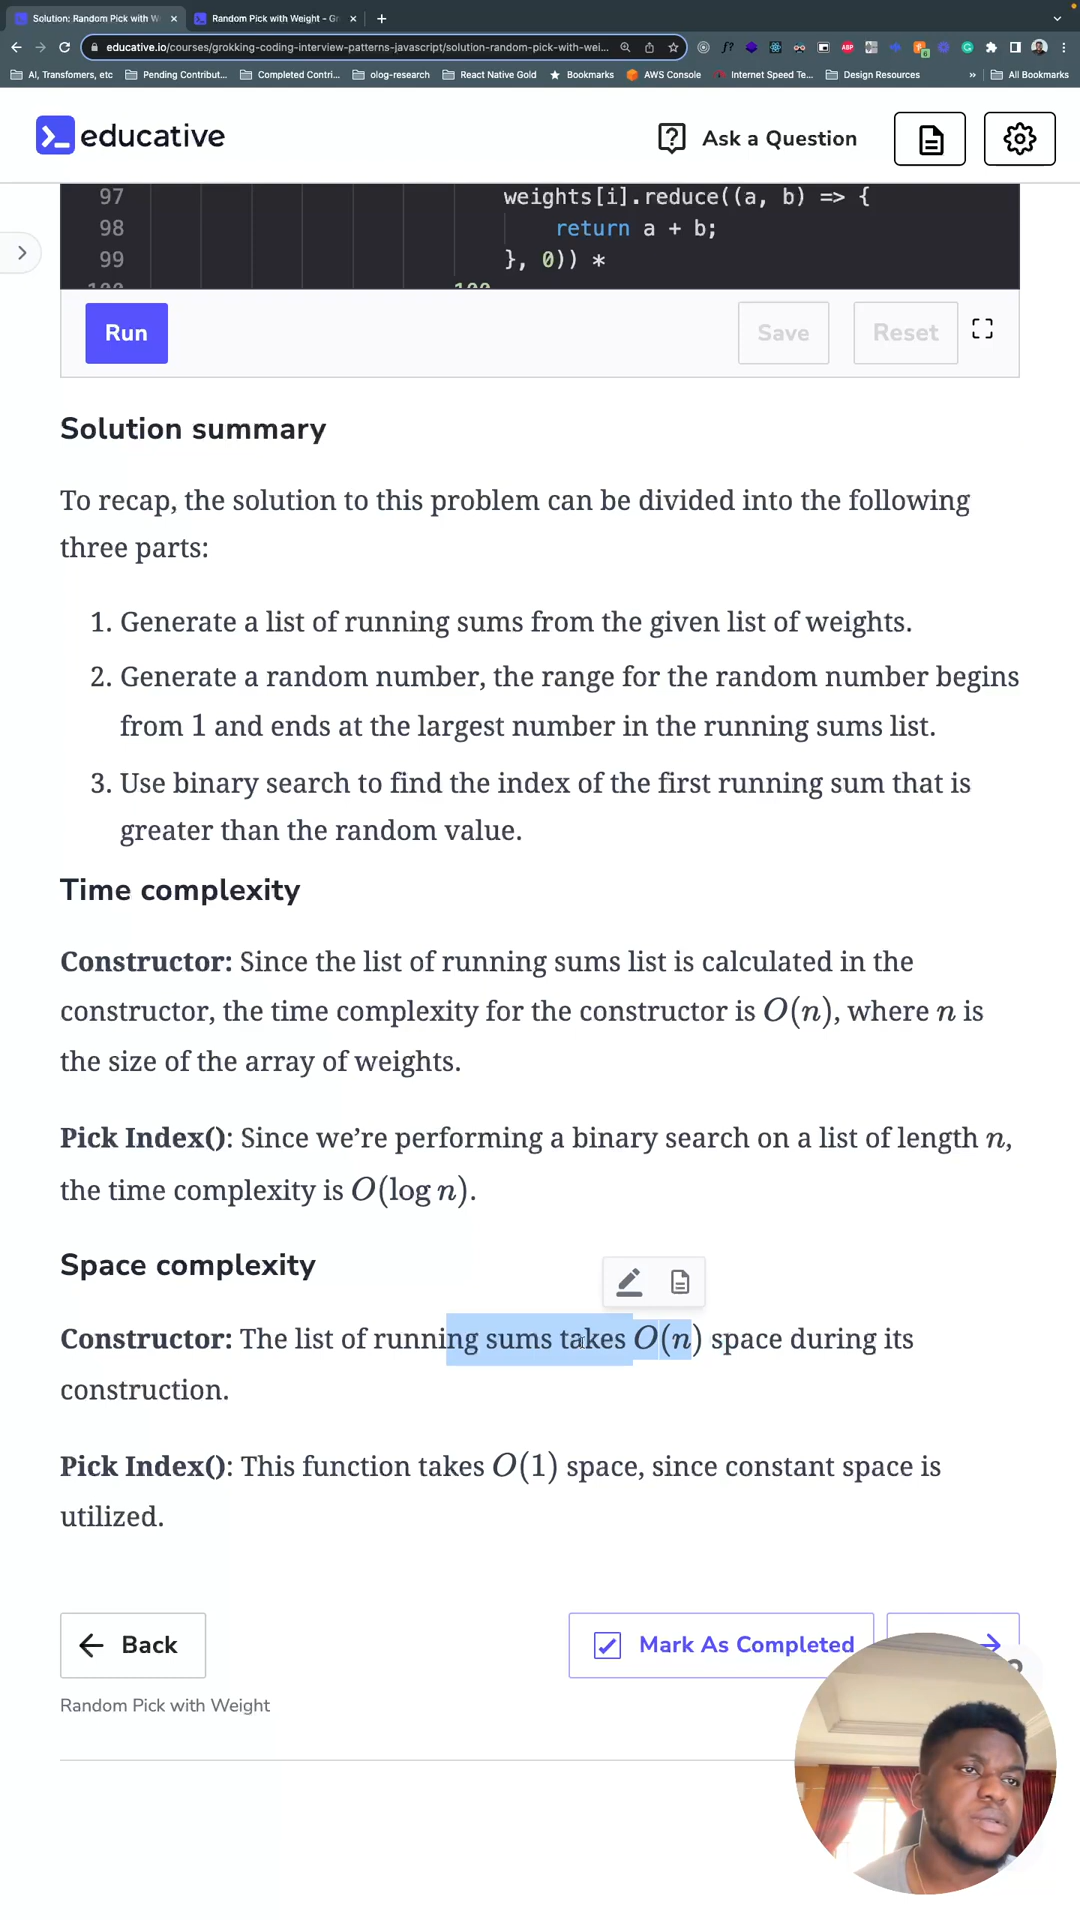 Solution: Random Pick with W
Random Pick with Weight - Gr
educative.io/courses/grokking-coding-interview-patterns-javascript/solution-random-pick-with-wei...
AI, Transfomers, etc
Pending Contribut...
Completed Contri...
olog-research
React Native Gold
Bookmarks
AWS Console
Internet Speed Te...
Design Resources
»
All Bookmarks
educative
Ask a Question
97 weights[i].reduce((a, b) => {
98 return a + b;
99 }, 0)) *
100 100
Run
Save
Reset
Solution summary
To recap, the solution to this problem can be divided into the following
three parts:
1. Generate a list of running sums from the given list of weights.
2. Generate a random number, the range for the random number begins
from 1 and ends at the largest number in the running sums list.
3. Use binary search to find the index of the first running sum that is
greater than the random value.
Time complexity
Constructor: Since the list of running sums list is calculated in the
constructor, the time complexity for the constructor is O(n), where n is
the size of the array of weights.
Pick Index(): Since we’re performing a binary search on a list of length n,
the time complexity is O(log n).
Space complexity
Constructor: The list of running sums takes O(n) space during its
construction.
Pick Index(): This function takes O(1) space, since constant space is
utilized.
Back
Mark As Completed
Random Pick with Weight